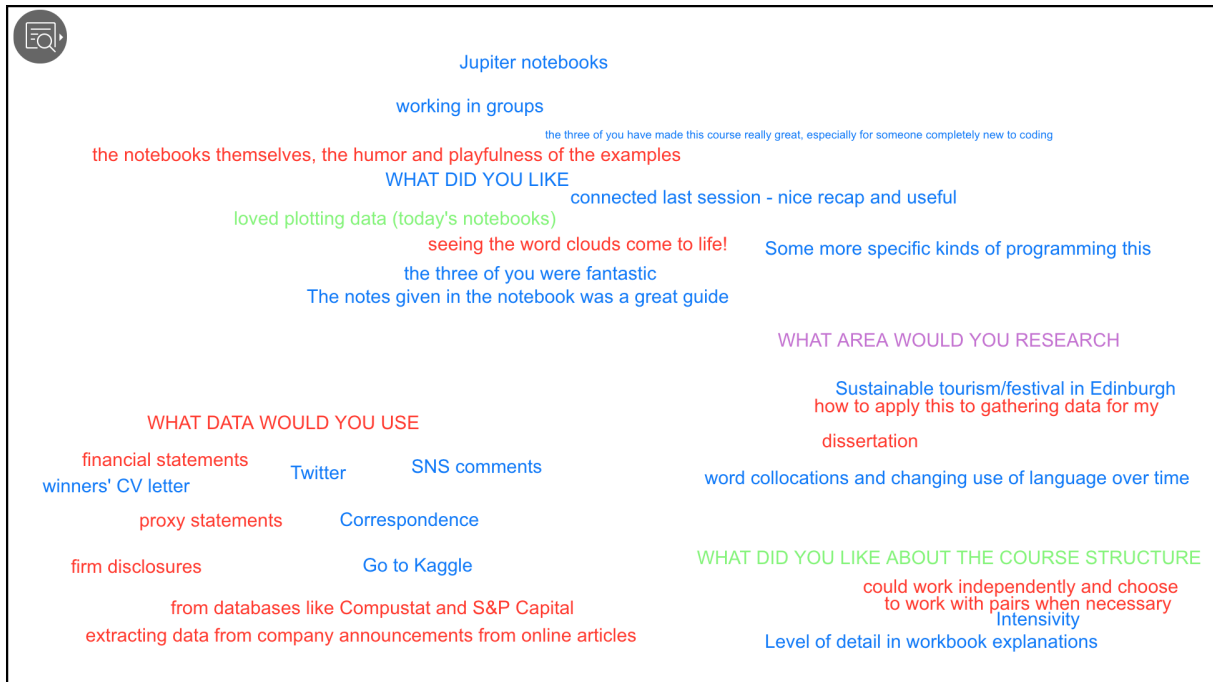 Jupiter notebooks
working in groups
the three of you have made this course really great, especially for someone completely new to coding
the notebooks themselves, the humor and playfulness of the examples
WHAT DID YOU LIKE
connected last session - nice recap and useful
loved plotting data (today's notebooks)
seeing the word clouds come to life!
Some more specific kinds of programming this
the three of you were fantastic
The notes given in the notebook was a great guide
WHAT AREA WOULD YOU RESEARCH
Sustainable tourism/festival in Edinburgh
how to apply this to gathering data for my
dissertation
word collocations and changing use of language over time
WHAT DATA WOULD YOU USE
financial statements
Twitter
SNS comments
winners' CV letter
proxy statements
Correspondence
firm disclosures
Go to Kaggle
from databases like Compustat and S&P Capital
extracting data from company announcements from online articles
WHAT DID YOU LIKE ABOUT THE COURSE STRUCTURE
could work independently and choose
to work with pairs when necessary
Intensivity
Level of detail in workbook explanations